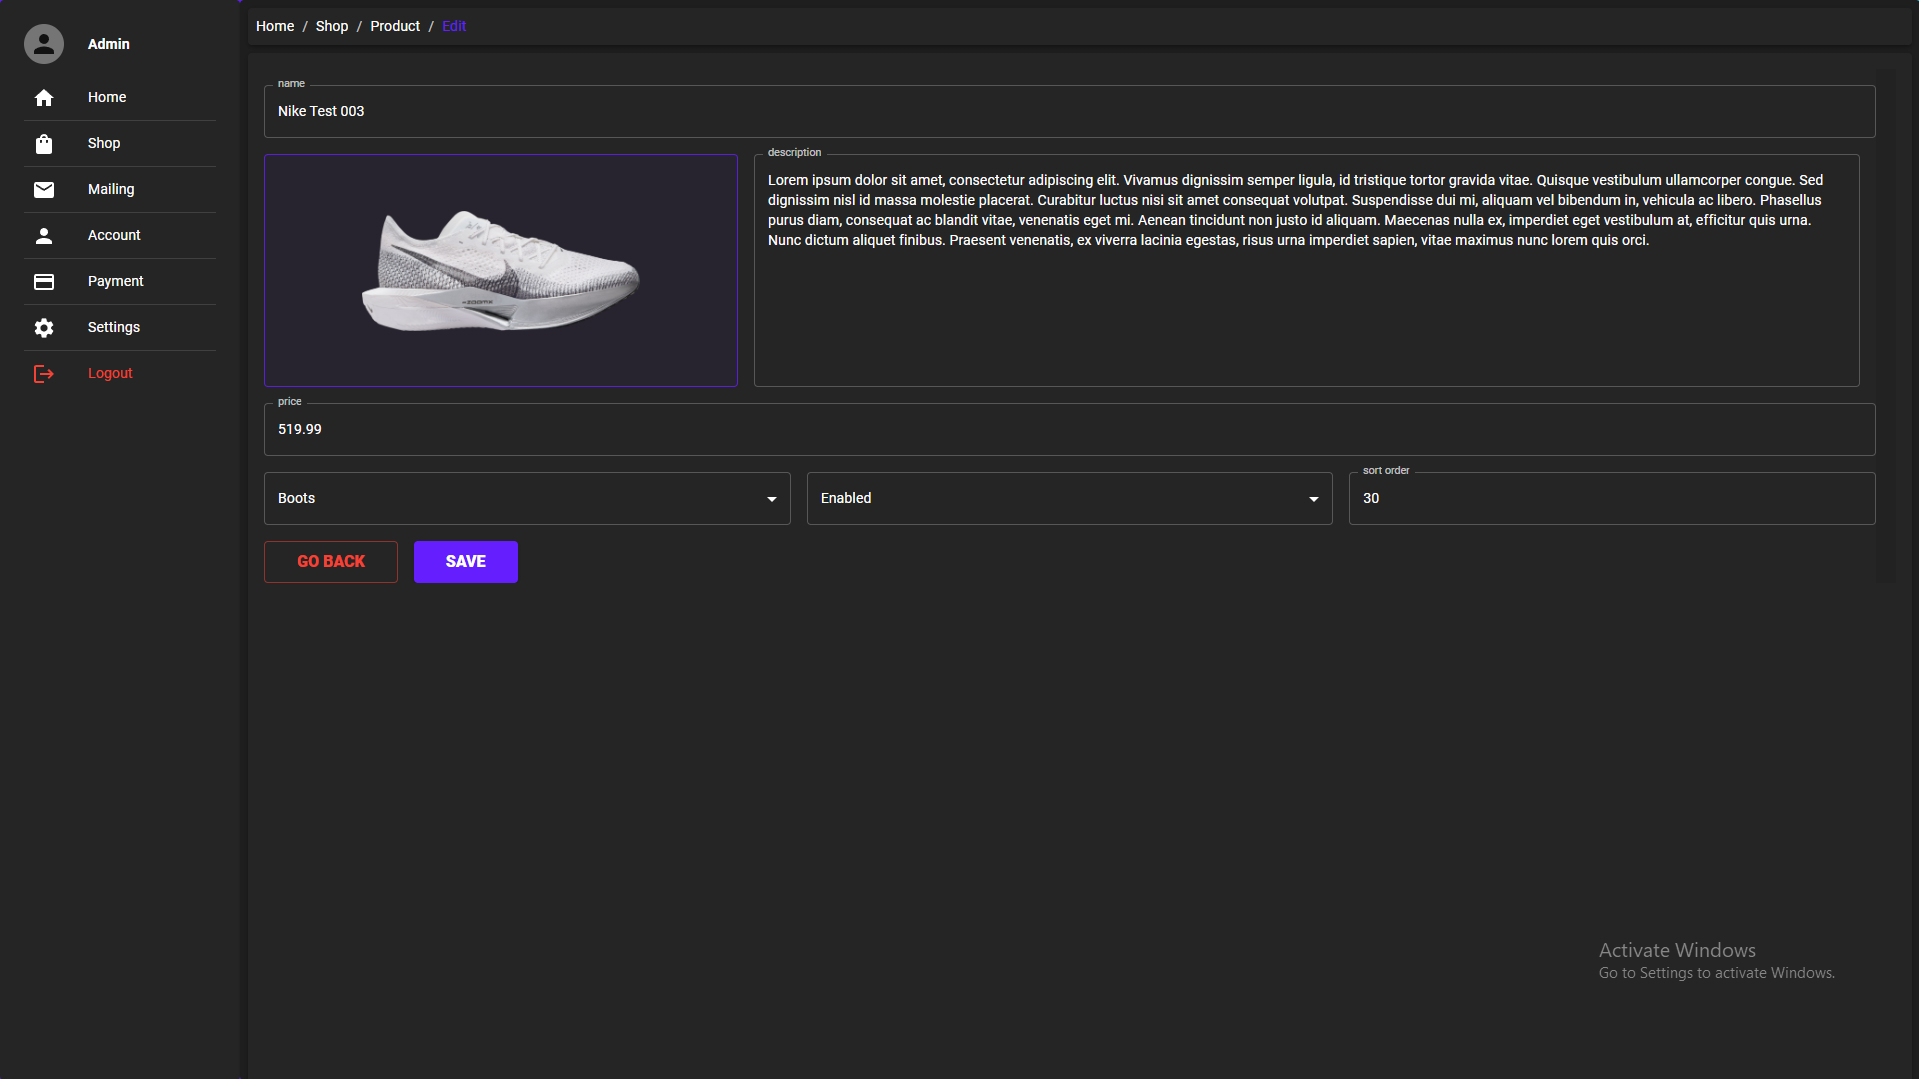 Admin
Home
Shop
Mailing
Account
Payment
Settings
Logout
Home / Shop / Product / Edit
name
Nike Test 003
ZOOMX
description
Lorem ipsum dolor sit amet, consectetur adipiscing elit. Vivamus dignissim semper ligula, id tristique tortor gravida vitae. Quisque vestibulum ullamcorper congue. Sed
dignissim nisl id massa molestie placerat. Curabitur luctus nisi sit amet consequat volutpat. Suspendisse dui mi, aliquam vel bibendum in, vehicula ac libero. Phasellus
purus diam, consequat ac blandit vitae, venenatis eget mi. Aenean tincidunt non justo id aliquam. Maecenas nulla ex, imperdiet eget vestibulum at, efficitur quis urna.
Nunc dictum aliquet finibus. Praesent venenatis, ex viverra lacinia egestas, risus urna imperdiet sapien, vitae maximus nunc lorem quis orci.
price
519.99
Boots
Enabled
sort order
30
GO BACK
SAVE
Activate Windows
Go to Settings to activate Windows.